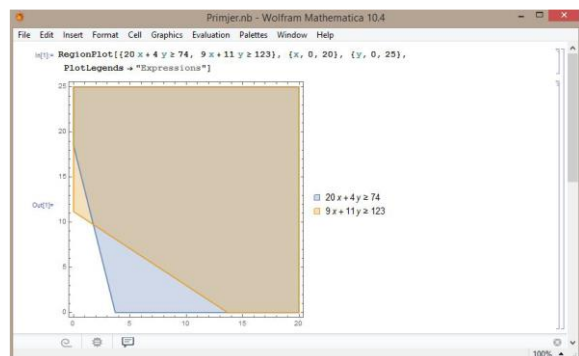 Primjer.nb - Wolfram Mathematica 10.4
File Edit Insert Format Cell Graphics Evaluation Palettes Window Help
In[1]:= RegionPlot[{20 x + 4 y ≥ 74, 9 x + 11 y ≥ 123}, {x, 0, 20}, {y, 0, 25},
PlotLegends → "Expressions"]
25
20
15
10
5
0
Out[1]=
0 5 10 15 20
20 x + 4 y ≥ 74
9 x + 11 y ≥ 123
100%